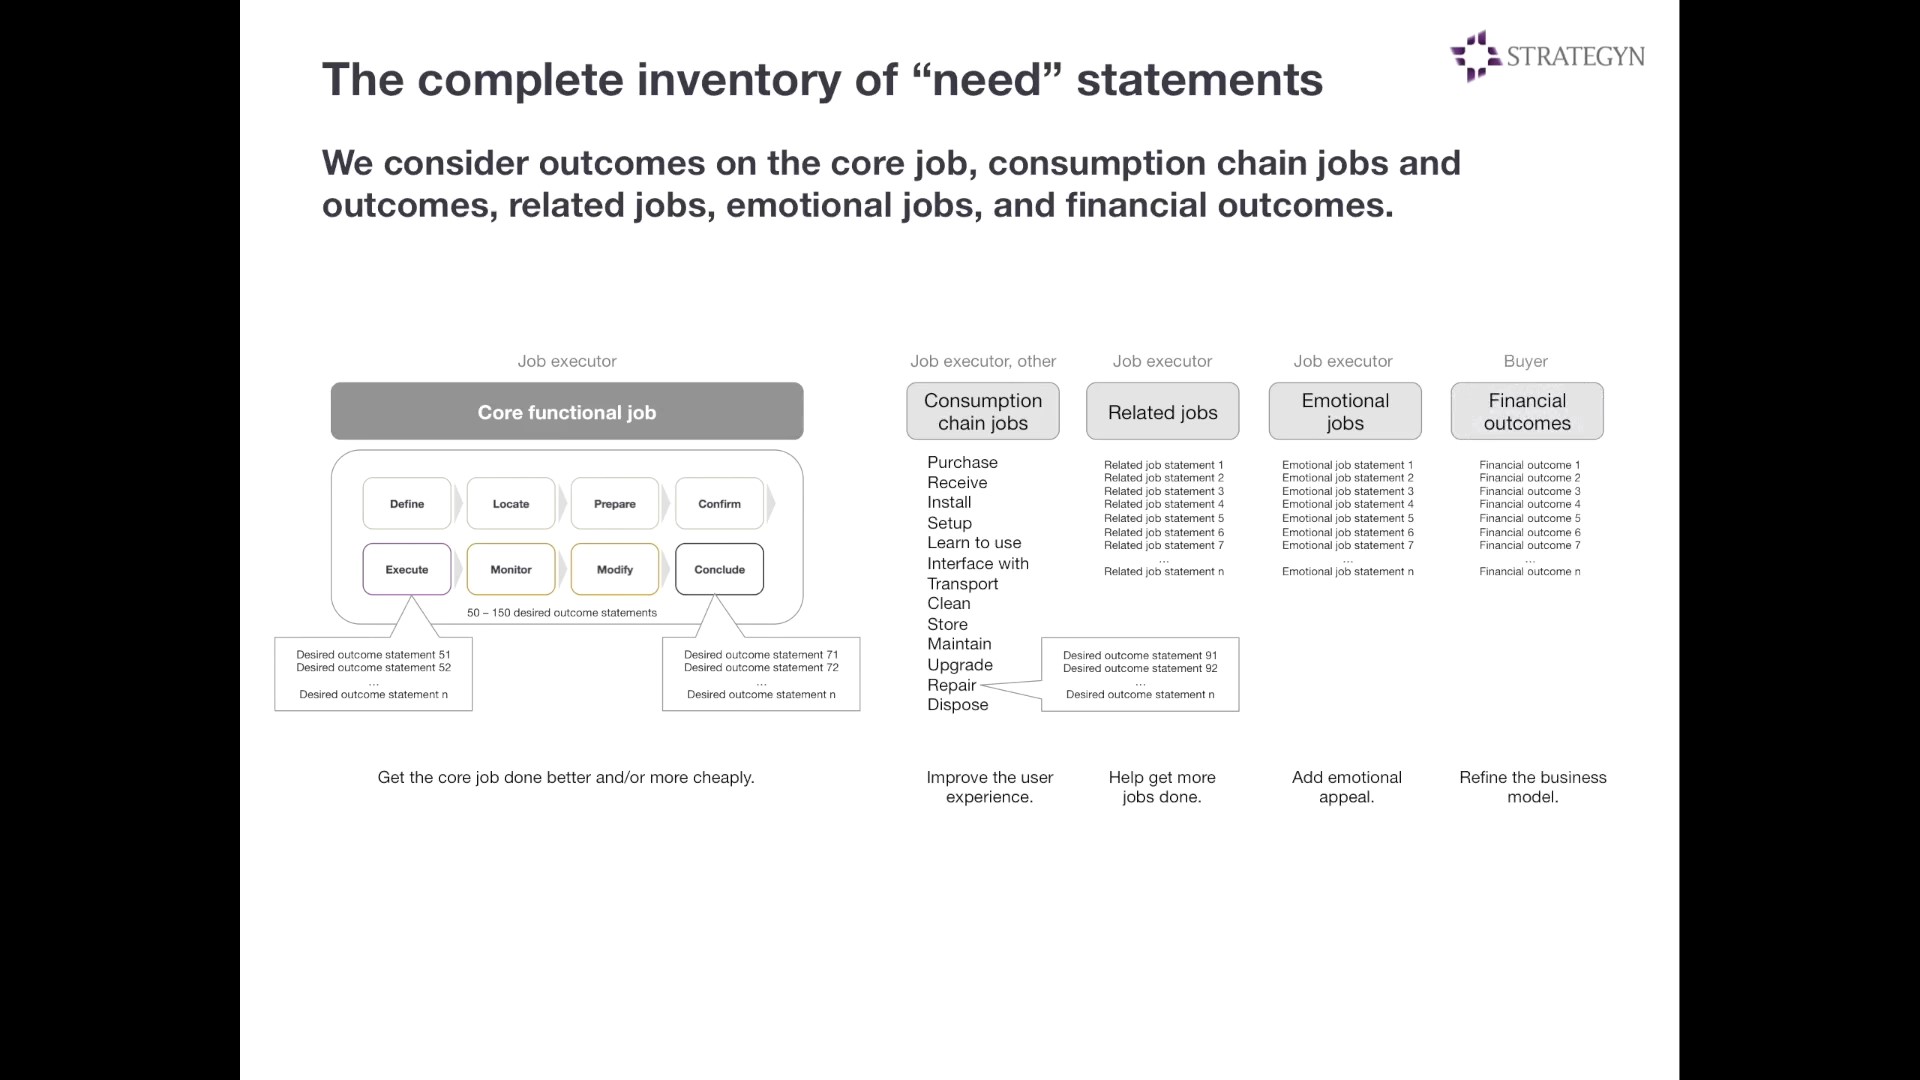 STRATEGYN
The complete inventory of “need” statements
We consider outcomes on the core job, consumption chain jobs and
outcomes, related jobs, emotional jobs, and financial outcomes.
Job executor
Core functional job
Define
Locate
Prepare
Confirm
Execute
Monitor
Modify
Conclude
50 – 150 desired outcome statements
Desired outcome statement 51
Desired outcome statement 52
...
Desired outcome statement n
Desired outcome statement 71
Desired outcome statement 72
...
Desired outcome statement n
Get the core job done better and/or more cheaply.
Job executor, other
Consumption
chain jobs
Purchase
Receive
Install
Setup
Learn to use
Interface with
Transport
Clean
Store
Maintain
Upgrade
Repair
Dispose
Desired outcome statement 91
Desired outcome statement 92
...
Desired outcome statement n
Improve the user
experience.
Job executor
Related jobs
Related job statement 1
Related job statement 2
Related job statement 3
Related job statement 4
Related job statement 5
Related job statement 6
Related job statement 7
...
Related job statement n
Help get more
jobs done.
Job executor
Emotional
jobs
Emotional job statement 1
Emotional job statement 2
Emotional job statement 3
Emotional job statement 4
Emotional job statement 5
Emotional job statement 6
Emotional job statement 7
...
Emotional job statement n
Add emotional
appeal.
Buyer
Financial
outcomes
Financial outcome 1
Financial outcome 2
Financial outcome 3
Financial outcome 4
Financial outcome 5
Financial outcome 6
Financial outcome 7
...
Financial outcome n
Refine the business
model.